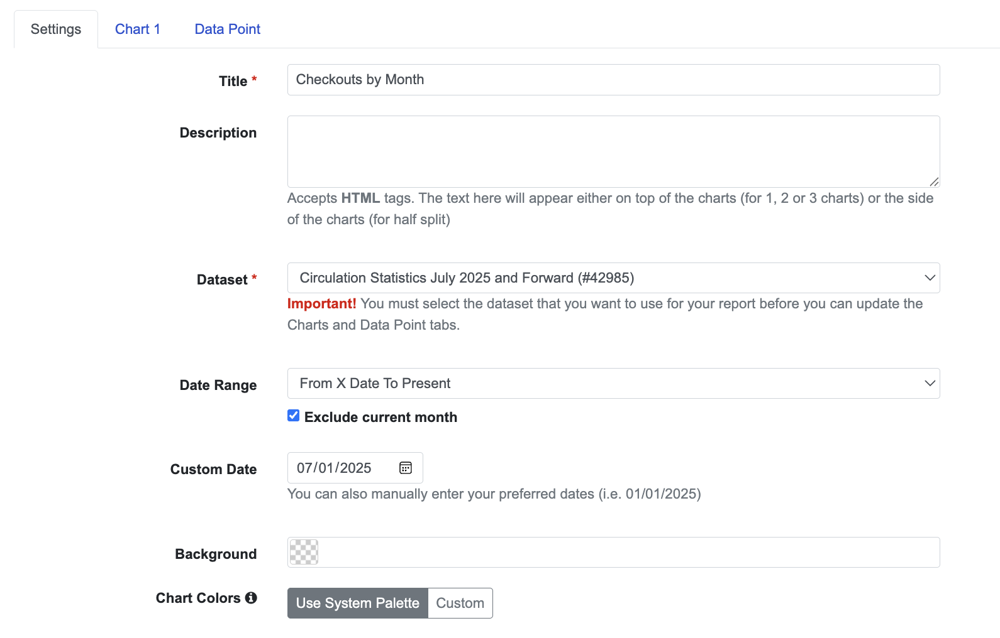 Settings Chart 1 Data Point
Title *
Checkouts by Month
Description
Accepts HTML tags. The text here will appear either on top of the charts (for 1, 2 or 3 charts) or the side
of the charts (for half split)
Dataset *
Circulation Statistics July 2025 and Forward (#42985)
Important! You must select the dataset that you want to use for your report before you can update the
Charts and Data Point tabs.
Date Range
From X Date To Present
Exclude current month
Custom Date
07/01/2025
You can also manually enter your preferred dates (i.e. 01/01/2025)
Background
Chart Colors
Use System Palette Custom